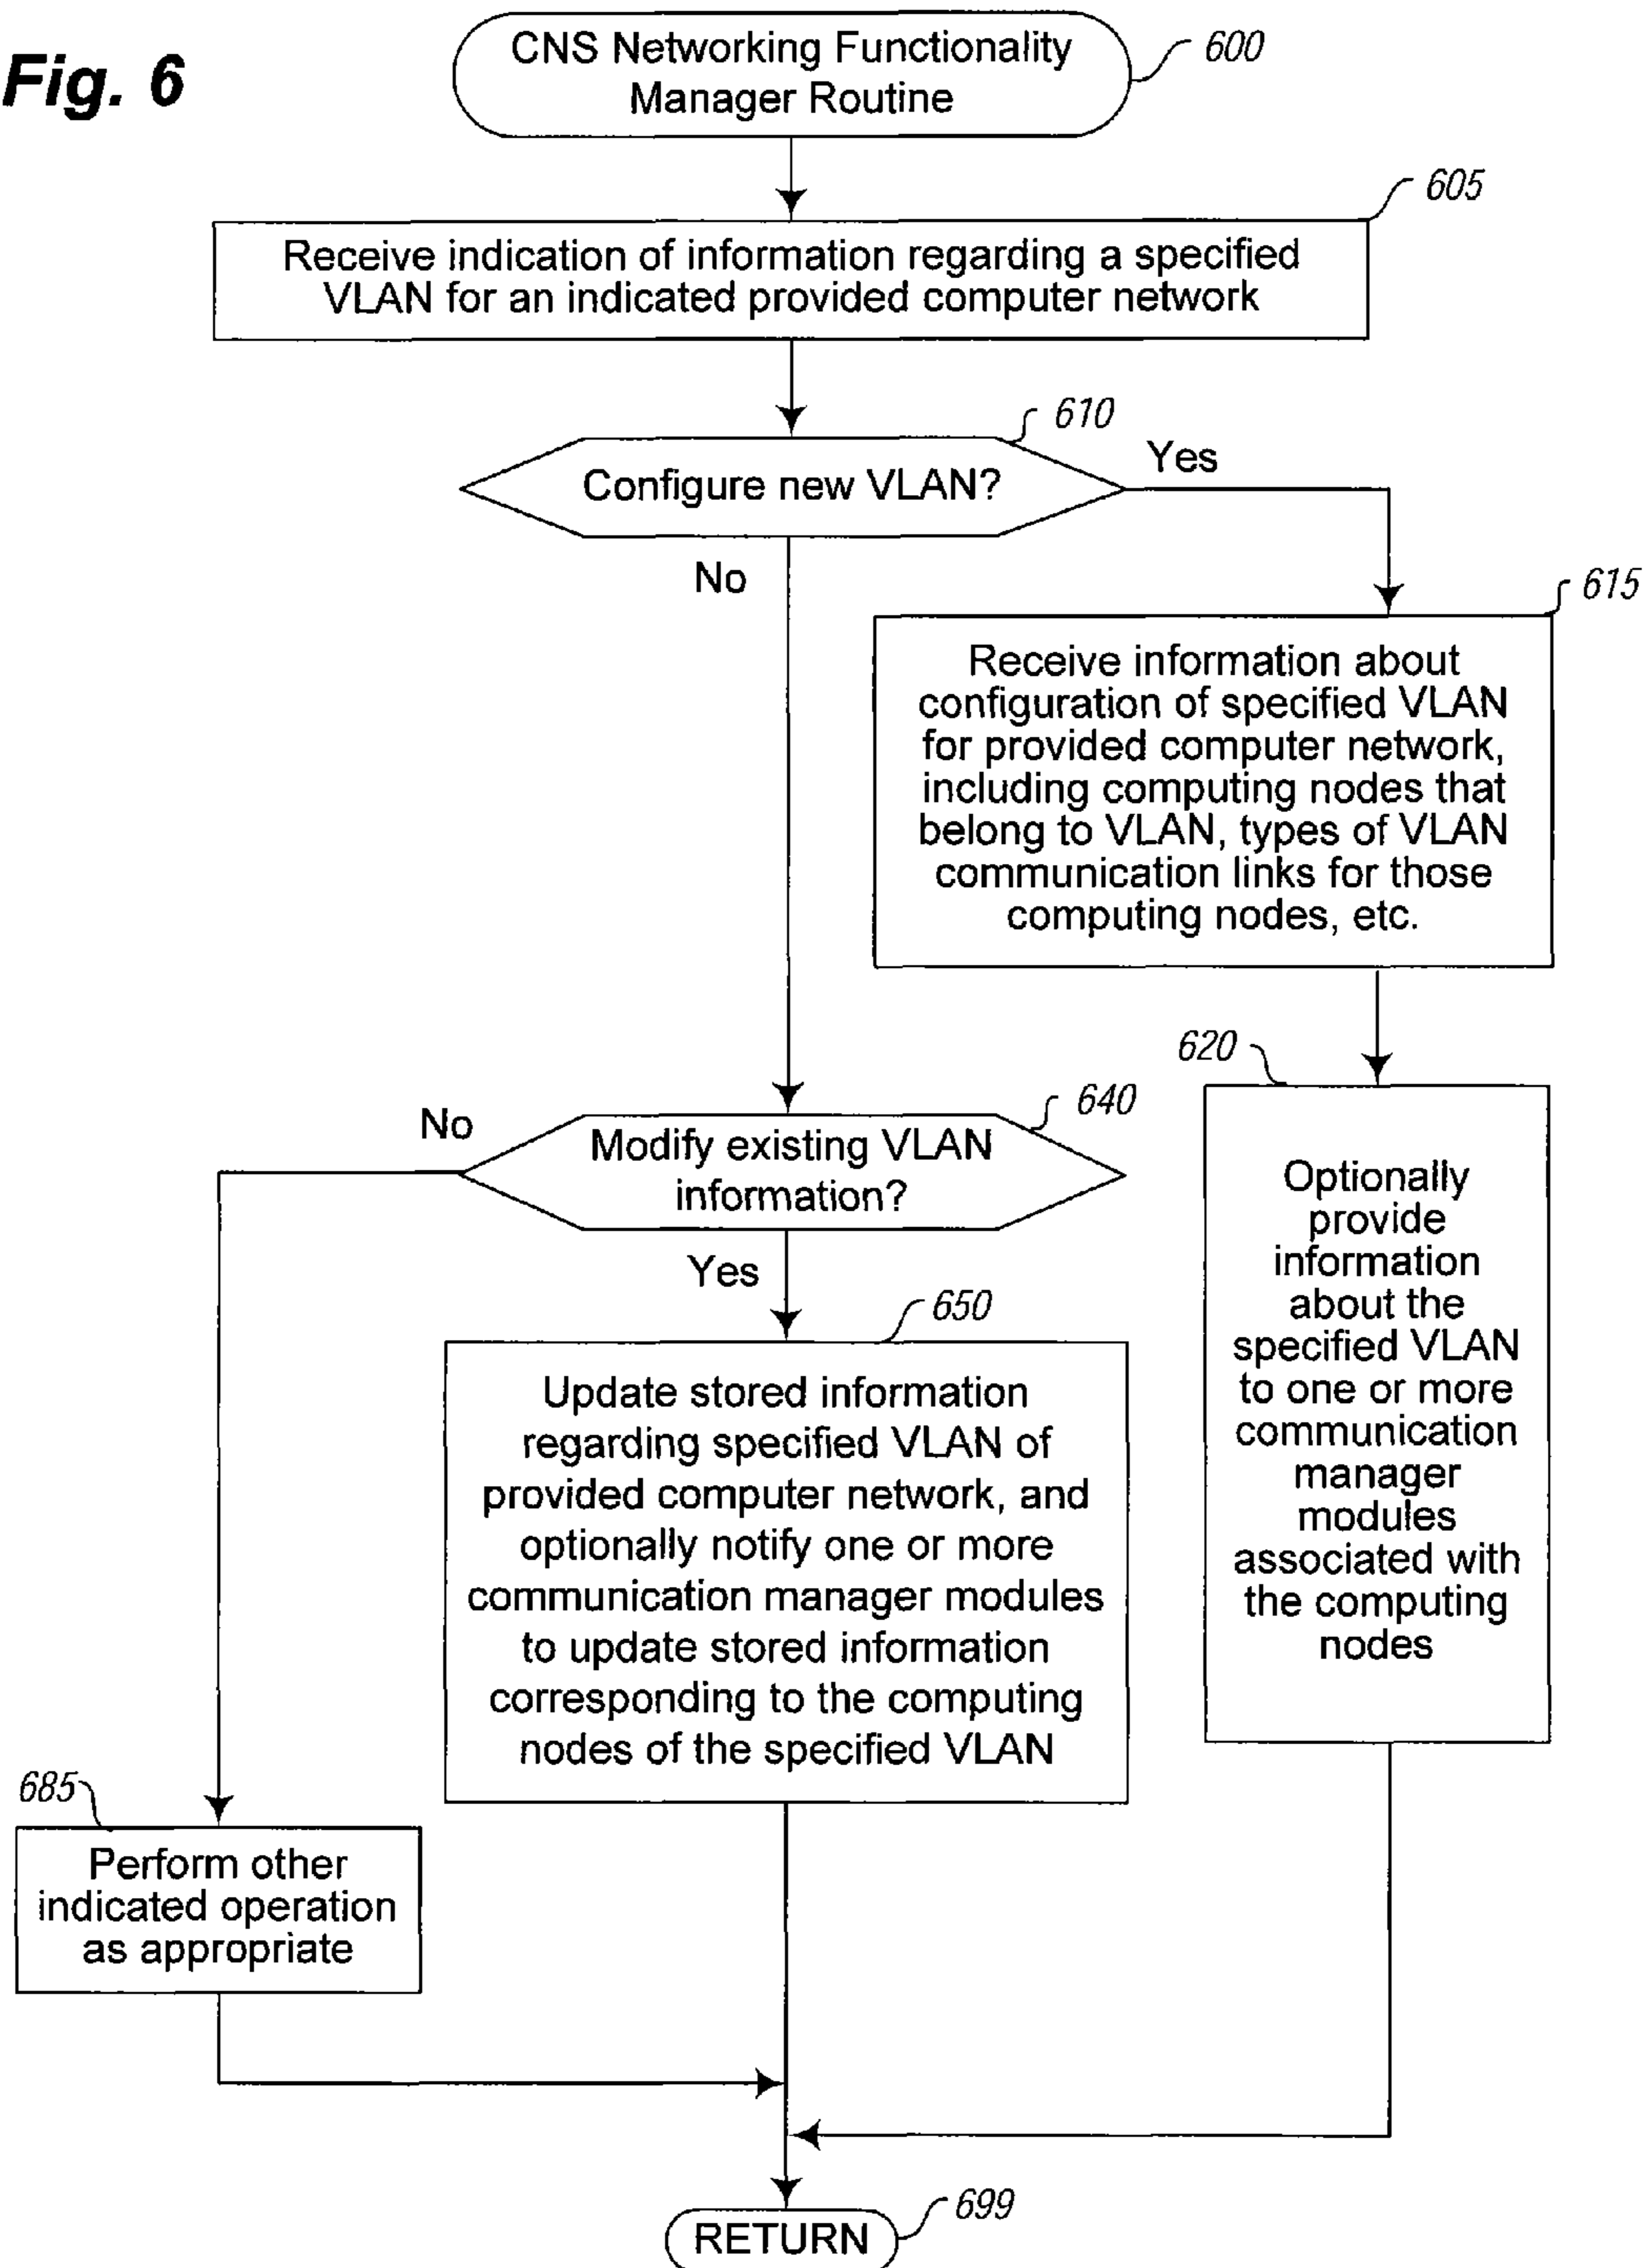 Fig. 6
CNS Networking Functionality
Manager Routine
600
605
Receive indication of information regarding a specified
VLAN for an indicated provided computer network
610
Configure new VLAN?
Yes
No
615
Receive information about
configuration of specified VLAN
for provided computer network,
including computing nodes that
belong to VLAN, types of VLAN
communication links for those
computing nodes, etc.
620
Optionally
provide
information
about the
specified VLAN
to one or more
communication
manager
modules
associated with
the computing
nodes
640
No
Modify existing VLAN
information?
Yes
650
Update stored information
regarding specified VLAN of
provided computer network, and
optionally notify one or more
communication manager modules
to update stored information
corresponding to the computing
nodes of the specified VLAN
685
Perform other
indicated operation
as appropriate
699
RETURN